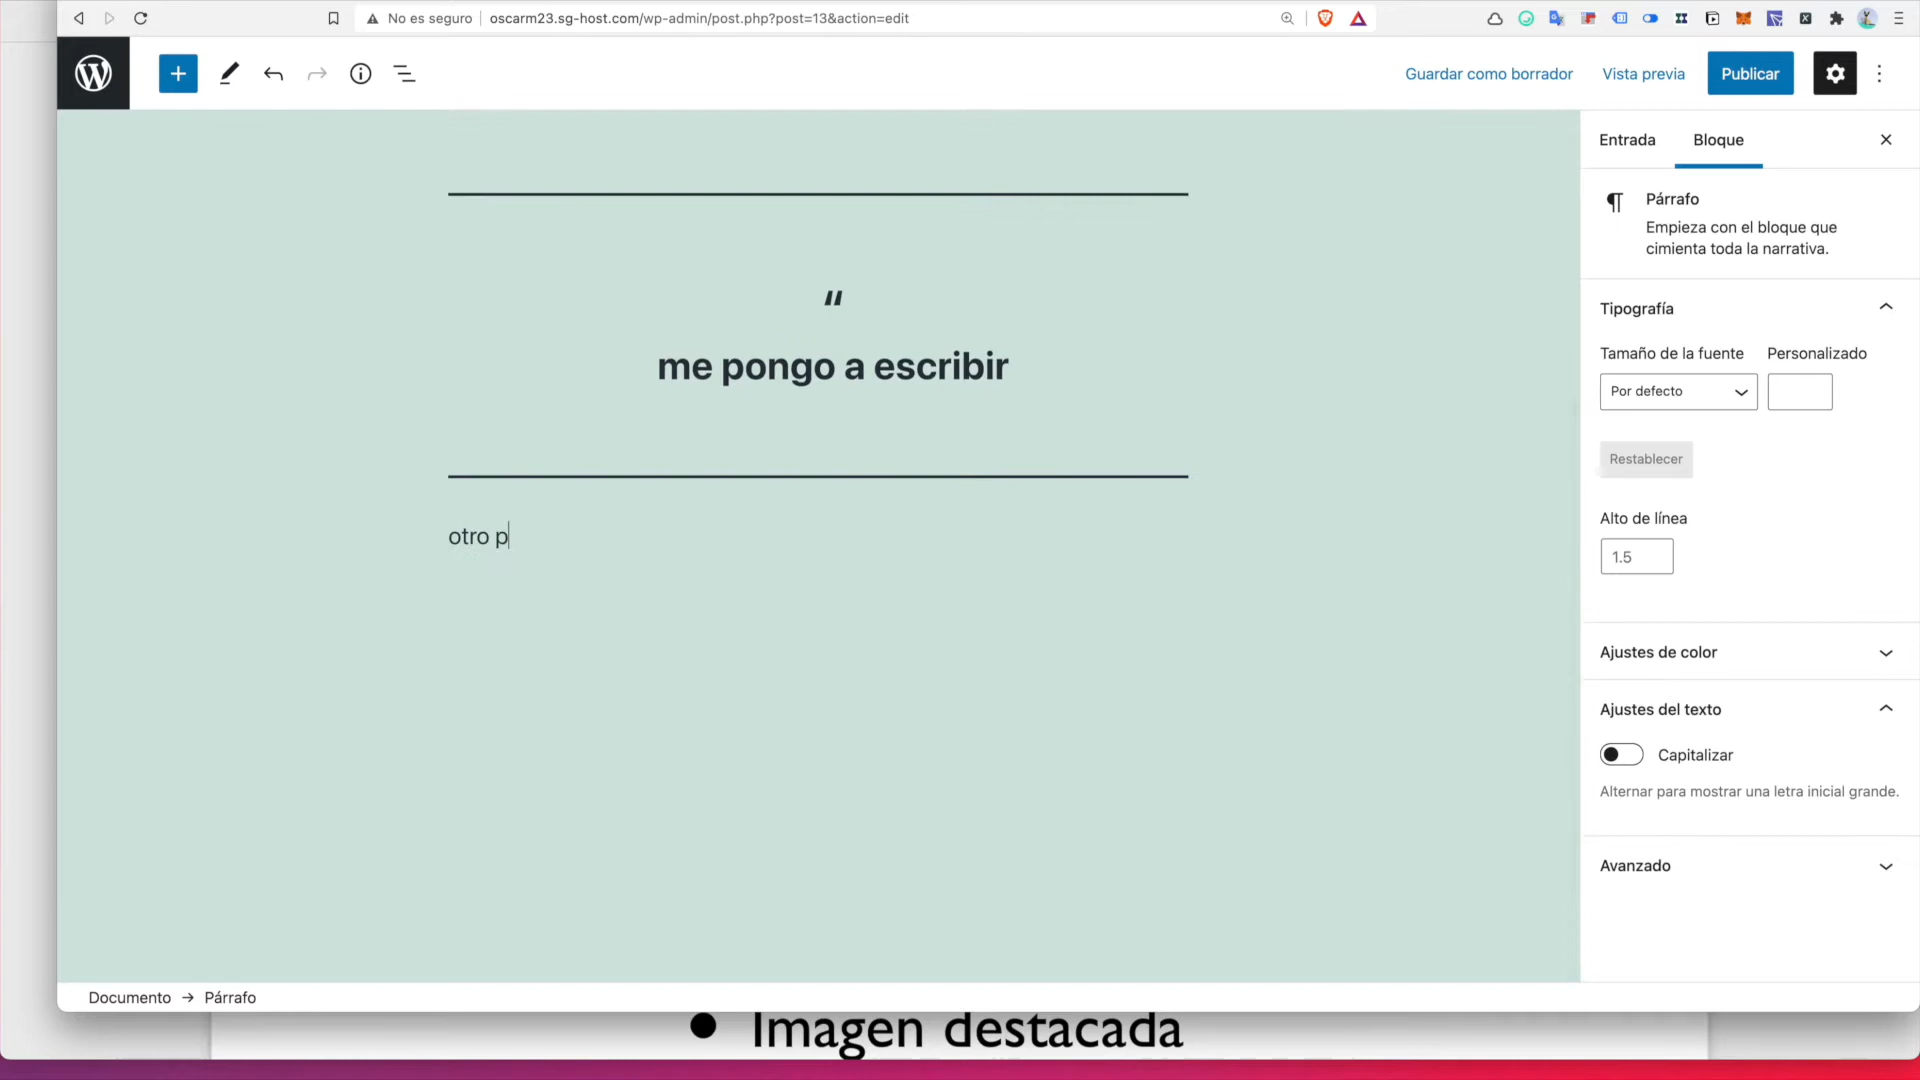 No es seguro
oscarm23.sg-host.com/wp-admin/post.php?post=13&action=edit
Guardar como borrador
Vista previa
Publicar
Entrada
Bloque
Párrafo
Empieza con el bloque que
cimienta toda la narrativa.
Tipografía
Tamaño de la fuente
Personalizado
Por defecto
Restablecer
Alto de línea
1.5
Ajustes de color
Ajustes del texto
Capitalizar
Alternar para mostrar una letra inicial grande.
Avanzado
“
me pongo a escribir
otro p
Documento → Párrafo
• Imagen destacada